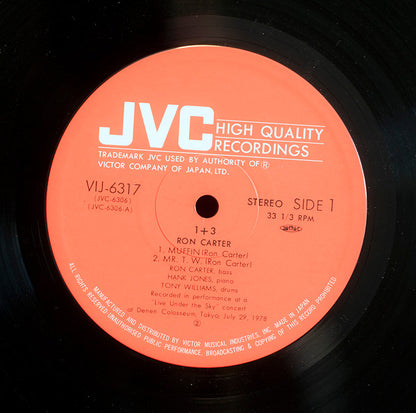 JVC HIGH QUALITY
RECORDINGS
TRADEMARK JVC USED BY AUTHORITY OF ®
VICTOR COMPANY OF JAPAN, LTD.
VIJ-6317
(JVC-6306)
(JVC-6306-A)
STEREO SIDE 1
33 1/3 RPM
1+3
RON CARTER
1. MUFFIN (Ron Carter)
2. MR. T. W. (Ron Carter)
RON CARTER, bass
HANK JONES, piano
TONY WILLIAMS, drums
Recorded in performance at a
"Live Under the Sky" concert
at Denen Colosseum, Tokyo, July 29, 1978
②
MANUFACTURED AND DISTRIBUTED BY VICTOR MUSICAL INDUSTRIES, INC. MADE IN JAPAN
ALL RIGHTS RESERVED. UNAUTHORISED PUBLIC PERFORMANCE, BROADCASTING & COPYING OF THIS RECORD PROHIBITED